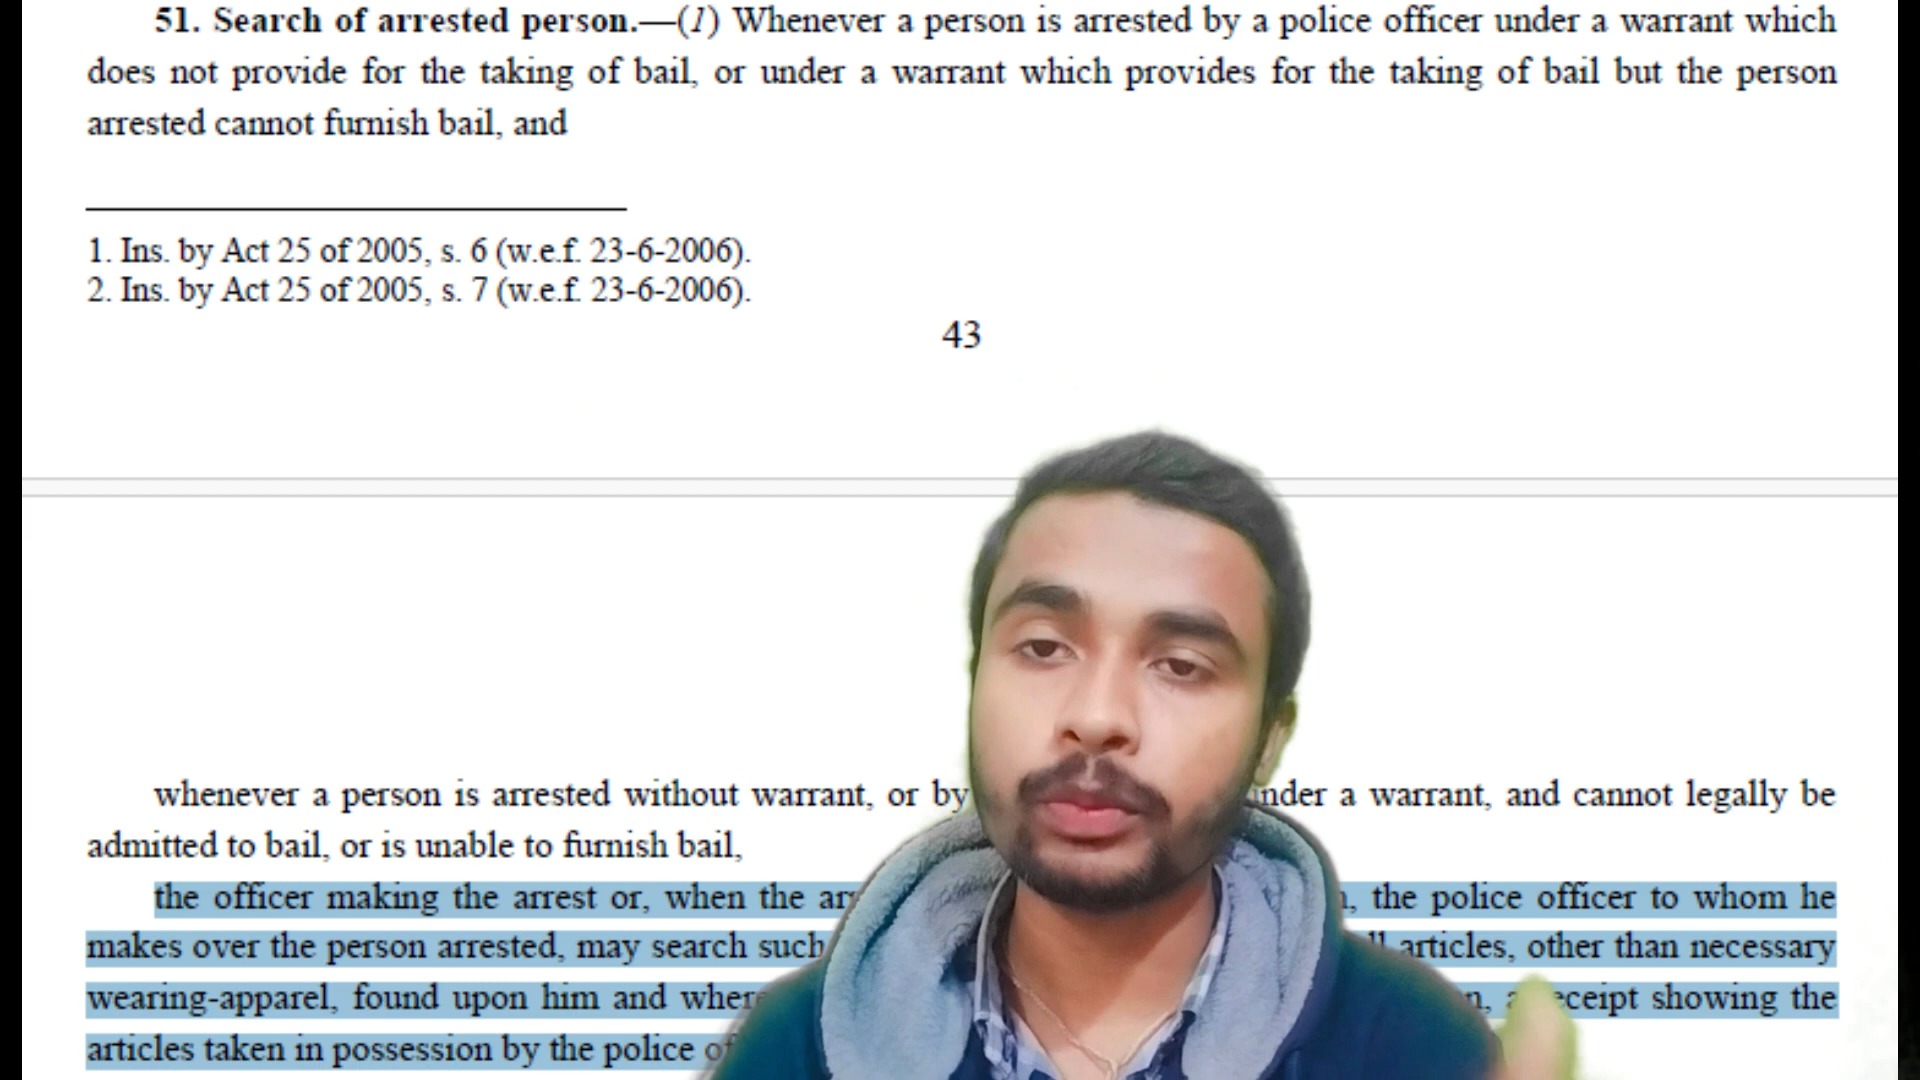 51. Search of arrested person.—(1) Whenever a person is arrested by a police officer under a warrant which
does not provide for the taking of bail, or under a warrant which provides for the taking of bail but the person
arrested cannot furnish bail, and
1. Ins. by Act 25 of 2005, s. 6 (w.e.f. 23-6-2006).
2. Ins. by Act 25 of 2005, s. 7 (w.e.f. 23-6-2006).
43
whenever a person is arrested without warrant, or by under a warrant, and cannot legally be
admitted to bail, or is unable to furnish bail,
the officer making the arrest or, when the the police officer to whom he
makes over the person arrested, may search such articles, other than necessary
wearing-apparel, found upon him and receipt showing the
articles taken in possession by the police